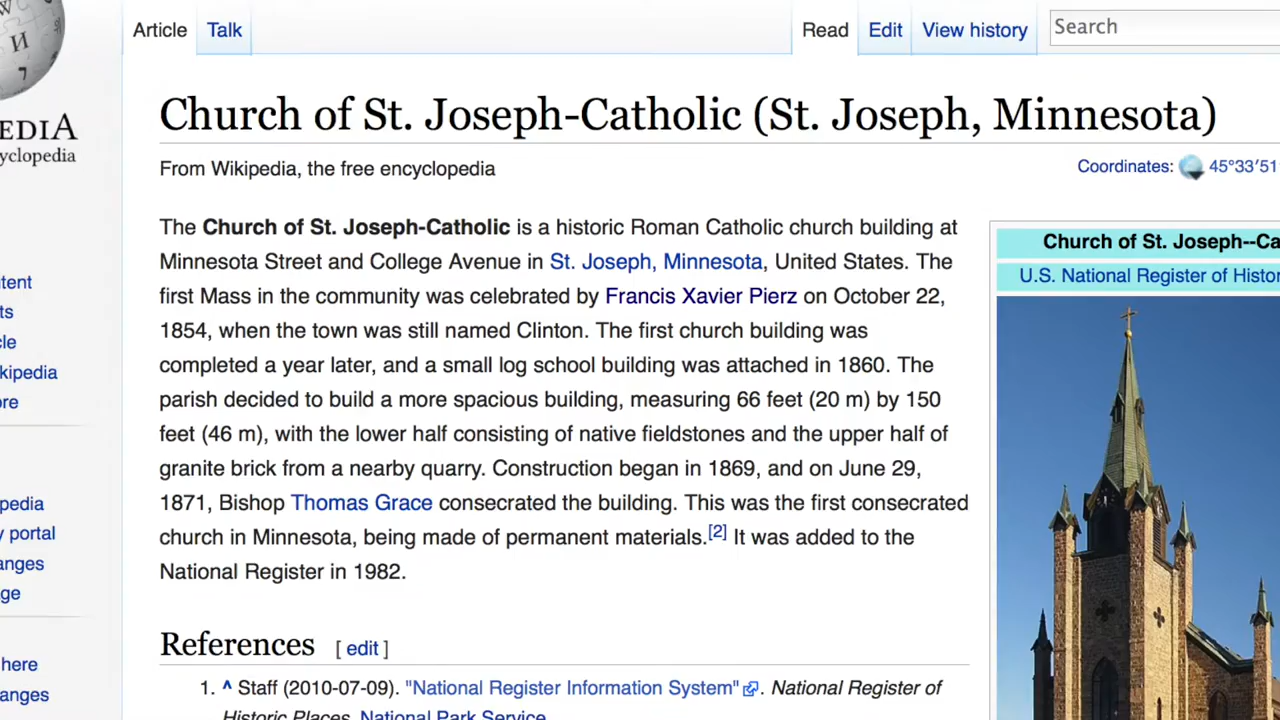 Article Talk Read Edit View history Search
EDIA
yclopedia
Church of St. Joseph-Catholic (St. Joseph, Minnesota)
From Wikipedia, the free encyclopedia
Coordinates: 45°33′51
The Church of St. Joseph-Catholic is a historic Roman Catholic church building at
Minnesota Street and College Avenue in St. Joseph, Minnesota, United States. The
first Mass in the community was celebrated by Francis Xavier Pierz on October 22,
1854, when the town was still named Clinton. The first church building was
completed a year later, and a small log school building was attached in 1860. The
parish decided to build a more spacious building, measuring 66 feet (20 m) by 150
feet (46 m), with the lower half consisting of native fieldstones and the upper half of
granite brick from a nearby quarry. Construction began in 1869, and on June 29,
1871, Bishop Thomas Grace consecrated the building. This was the first consecrated
church in Minnesota, being made of permanent materials.[2] It was added to the
National Register in 1982.
References [ edit ]
1. ^ Staff (2010-07-09). "National Register Information System". National Register of
Historic Places. National Park Service.
Church of St. Joseph--Ca
U.S. National Register of Histor
tent
ts
cle
kipedia
ore
pedia
y portal
anges
ge
here
anges